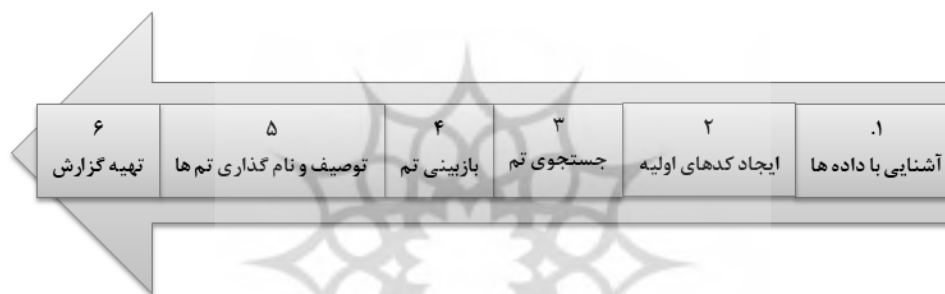 ۱.
آشنایی با داده ها
۲
ایجاد کدهای اولیه
۳
جستجوی تم
۴
بازبینی تم
۵
توصیف و نام گذاری تم ها
۶
تهیه گزارش